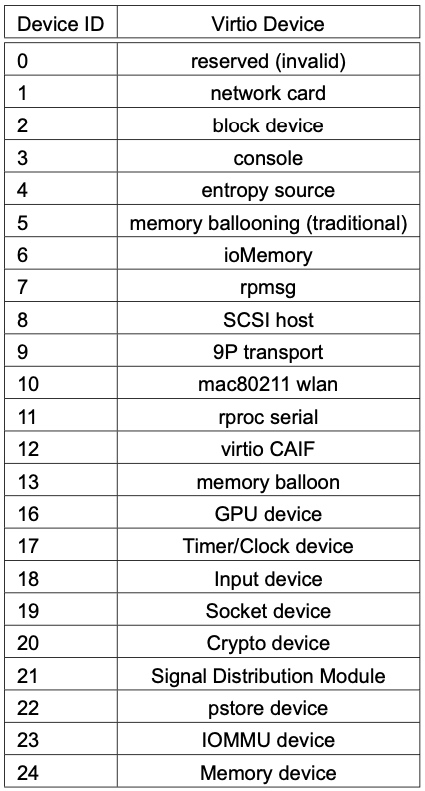 Device ID Virtio Device
0 reserved (invalid)
1 network card
2 block device
3 console
4 entropy source
5 memory ballooning (traditional)
6 ioMemory
7 rpmsg
8 SCSI host
9 9P transport
10 mac80211 wlan
11 rproc serial
12 virtio CAIF
13 memory balloon
16 GPU device
17 Timer/Clock device
18 Input device
19 Socket device
20 Crypto device
21 Signal Distribution Module
22 pstore device
23 IOMMU device
24 Memory device